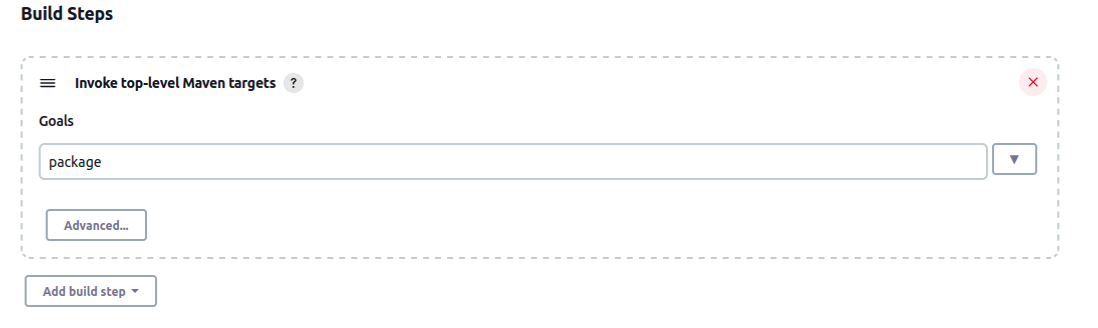 Build Steps
Invoke top-level Maven targets ?
Goals
package
Advanced...
Add build step